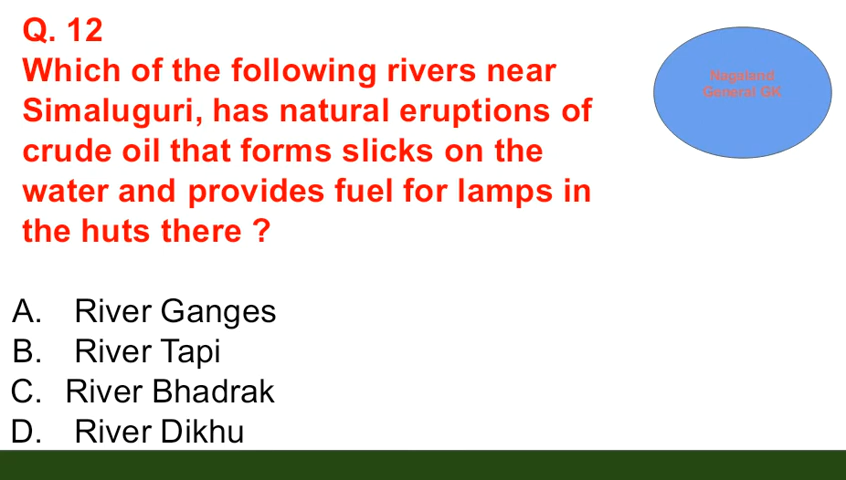 Q. 12
Which of the following rivers near
Simaluguri, has natural eruptions of
crude oil that forms slicks on the
water and provides fuel for lamps in
the huts there ?
Nagaland
General GK
A. River Ganges
B. River Tapi
C. River Bhadrak
D. River Dikhu